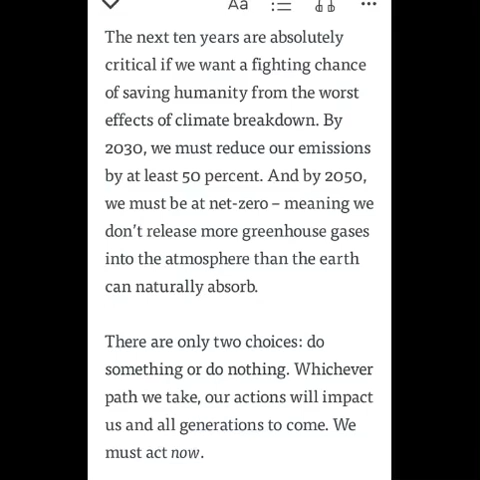 Aa
The next ten years are absolutely
critical if we want a fighting chance
of saving humanity from the worst
effects of climate breakdown. By
2030, we must reduce our emissions
by at least 50 percent. And by 2050,
we must be at net-zero – meaning we
don't release more greenhouse gases
into the atmosphere than the earth
can naturally absorb.
There are only two choices: do
something or do nothing. Whichever
path we take, our actions will impact
us and all generations to come. We
must act now.